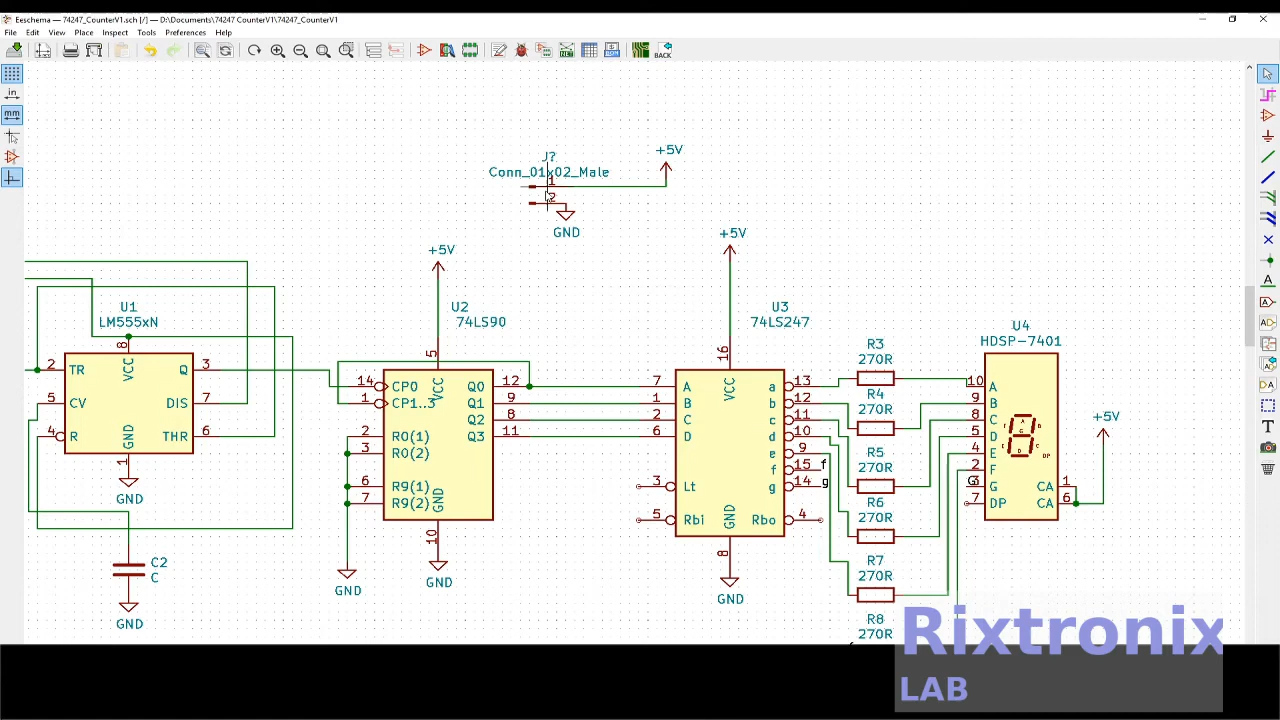 Eeschema — 74247_CounterV1.sch [/] — D:\Documents\74247 CounterV1\74247_CounterV1
File Edit View Place Inspect Tools Preferences Help
BACK
in
mm
J?
Conn_01x02_Male
1
2
+5V
GND
+5V
+5V
U1
LM555xN
8
2 TR VCC Q 3
5 CV DIS 7
4 R GND THR 6
1
GND
C2
C
GND
U2
74LS90
5
14 CP0 VCC Q0 12
1 CP1..3 Q1 9
Q2 8
2 R0(1) Q3 11
3 R0(2)
6 R9(1)
7 R9(2) GND
10
GND
GND
U3
74LS247
16
7 A VCC a 13
1 B b 12
2 C c 11
6 D d 10
e 9
f 15 f
3 Lt g 14 g
5 Rbi GND Rbo 4
8
GND
R3
270R
R4
270R
R5
270R
R6
270R
R7
270R
R8
270R
U4
HDSP-7401
10 A
9 B
8 C
5 D
4 E
2 F
G CA 1
7 DP CA 6
+5V
Rixtronix
LAB